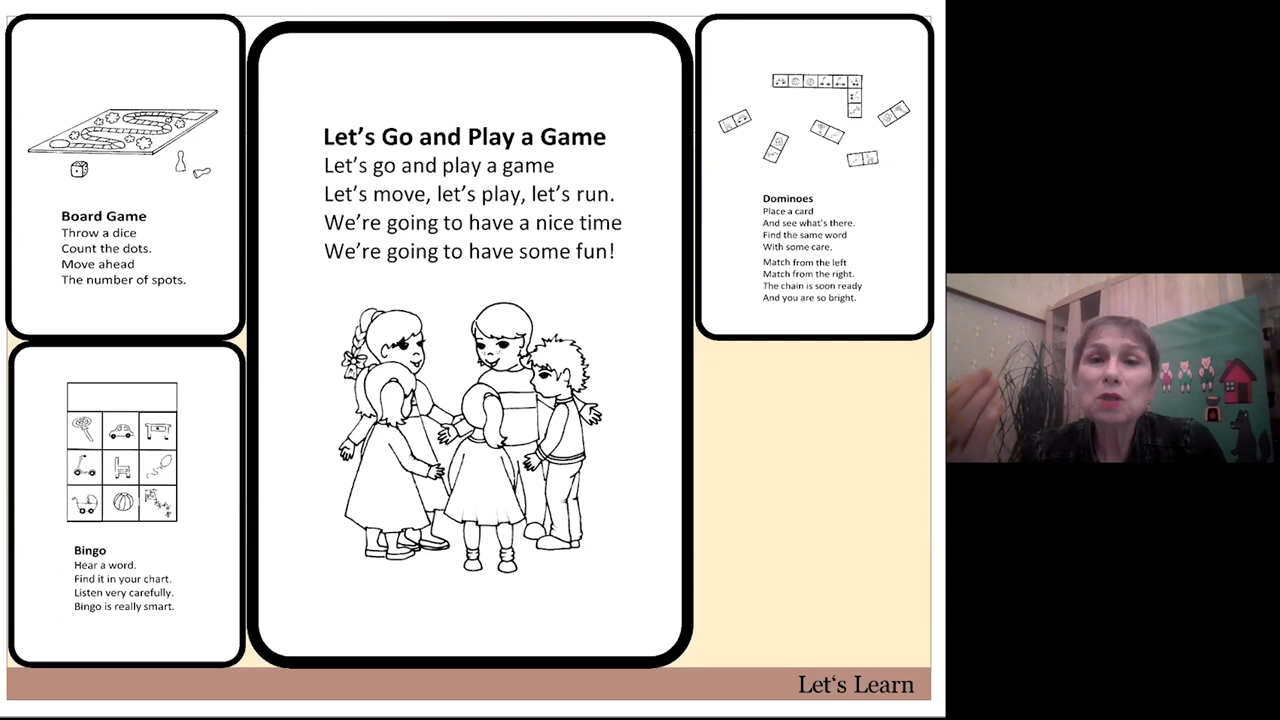 Board Game
Throw a dice
Count the dots.
Move ahead
The number of spots.
Let's Go and Play a Game
Let's go and play a game
Let's move, let's play, let's run.
We're going to have a nice time
We're going to have some fun!
Dominoes
Place a card
And see what's there.
Find the same word
With some care.
Match from the left
Match from the right.
The chain is soon ready
And you are so bright.
Bingo
Hear a word.
Find it in your chart.
Listen very carefully.
Bingo is really smart.
Let‘s Learn